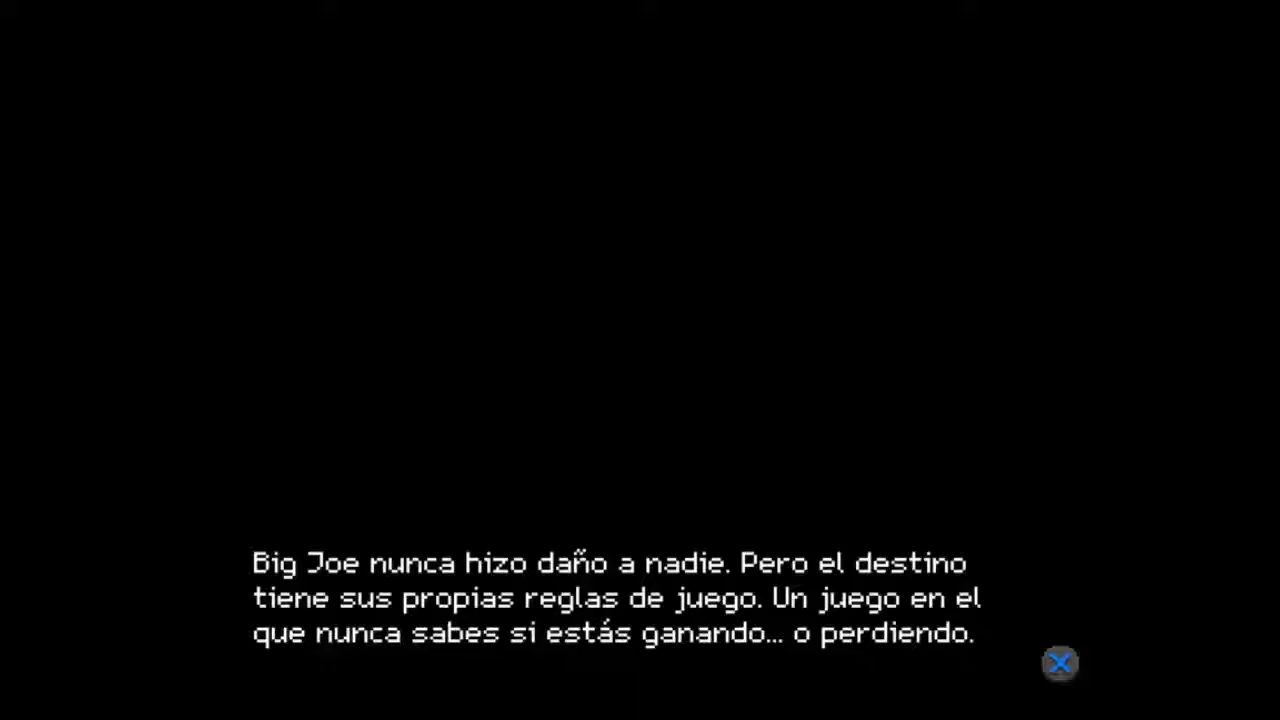 Big Joe nunca hizo daño a nadie. Pero el destino
tiene sus propias reglas de juego. Un juego en el
que nunca sabes si estás ganando... o perdiendo.